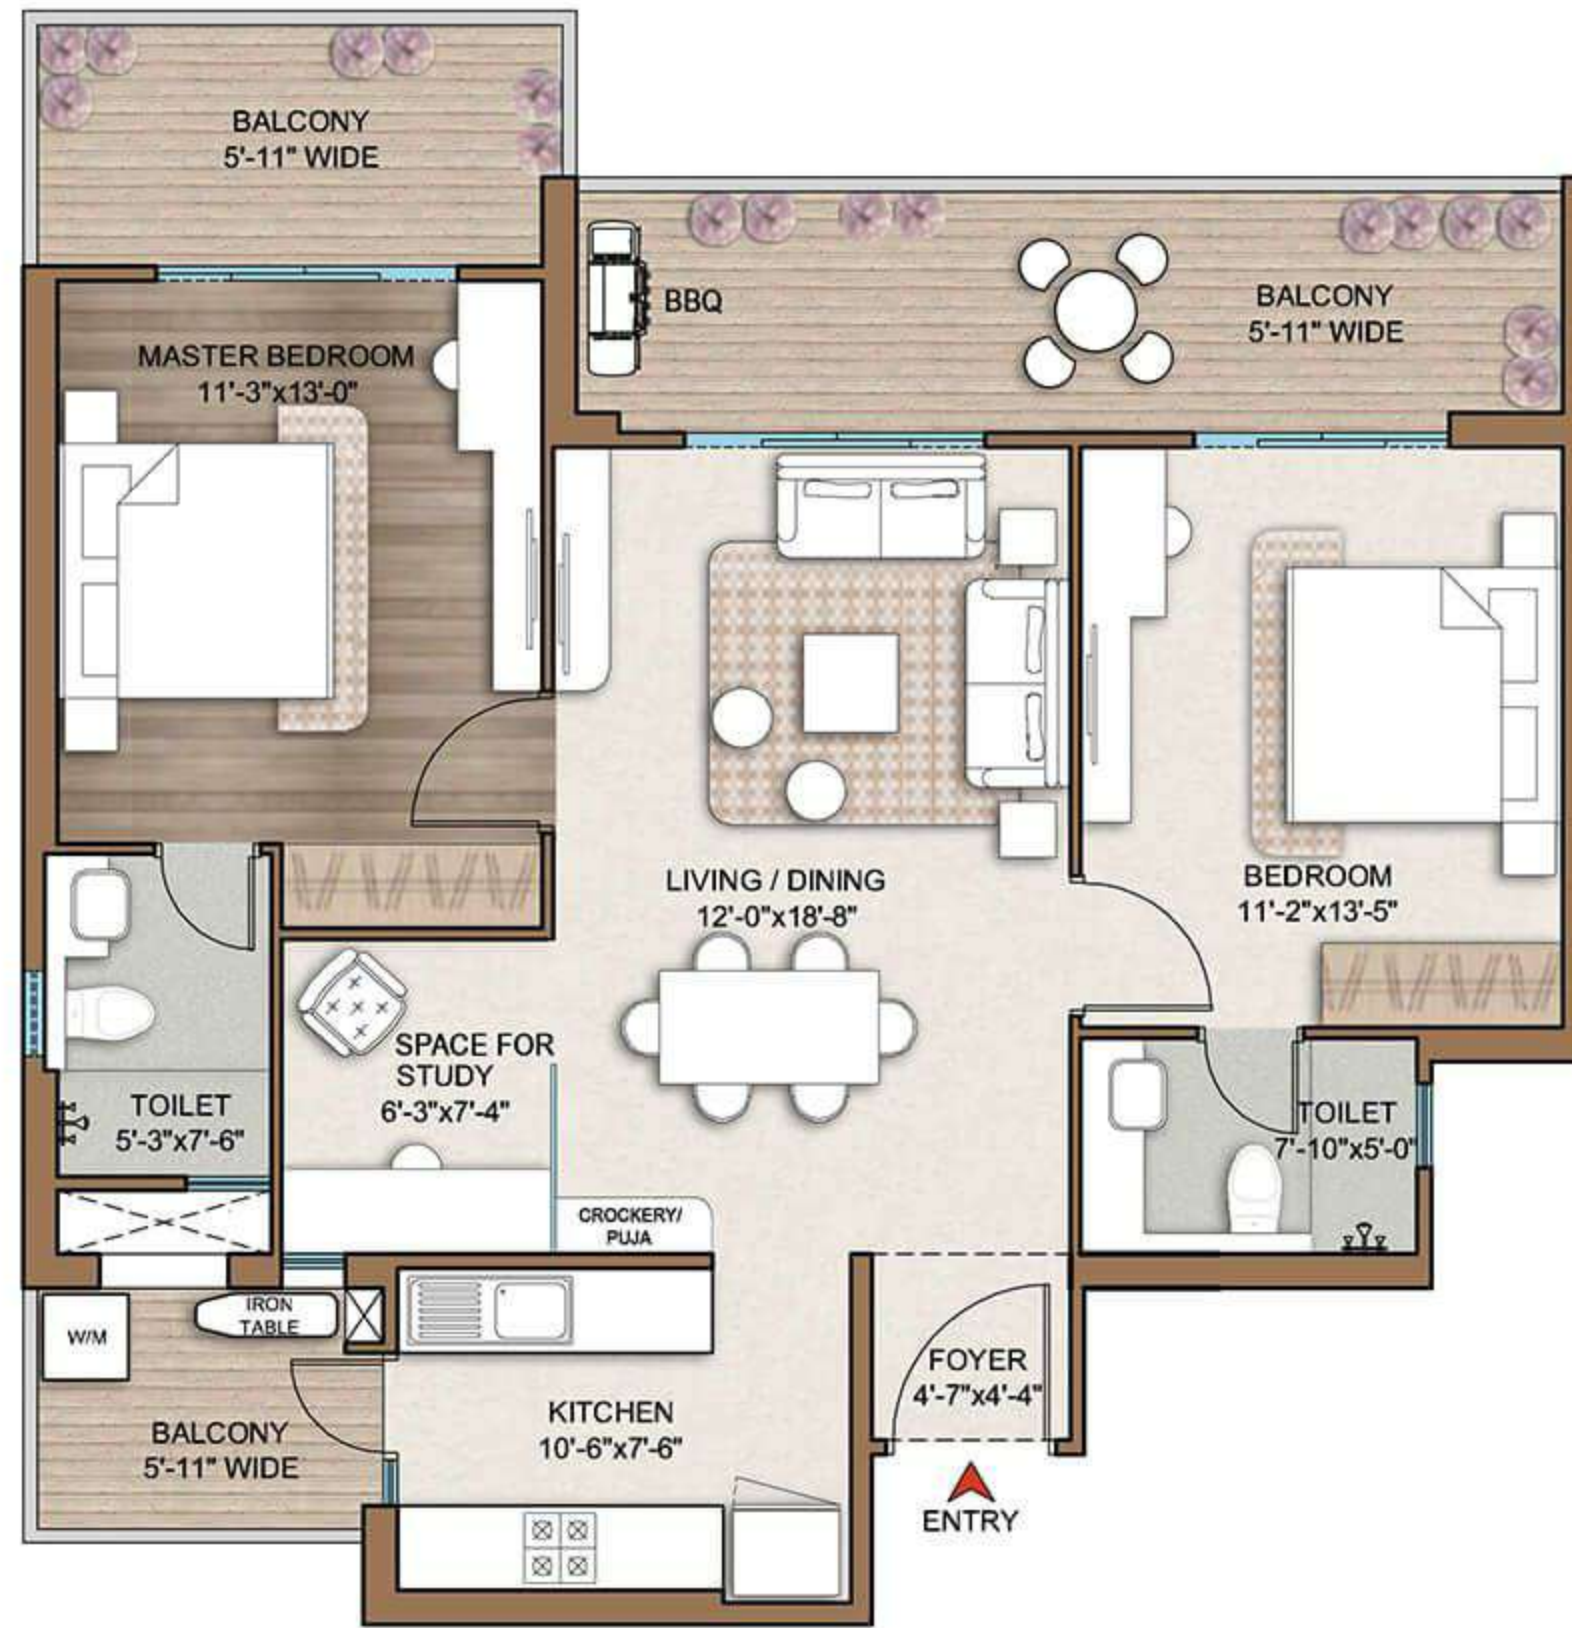 BALCONY
5'-11" WIDE
BBQ
BALCONY
5'-11" WIDE
MASTER BEDROOM
11'-3"x13'-0"
LIVING / DINING
12'-0"x18'-8"
BEDROOM
11'-2"x13'-5"
SPACE FOR
STUDY
6'-3"x7'-4"
TOILET
5'-3"x7'-6"
TOILET
7'-10"x5'-0"
CROCKERY/
PUJA
IRON
TABLE
W/M
FOYER
4'-7"x4'-4"
KITCHEN
10'-6"x7'-6"
BALCONY
5'-11" WIDE
ENTRY